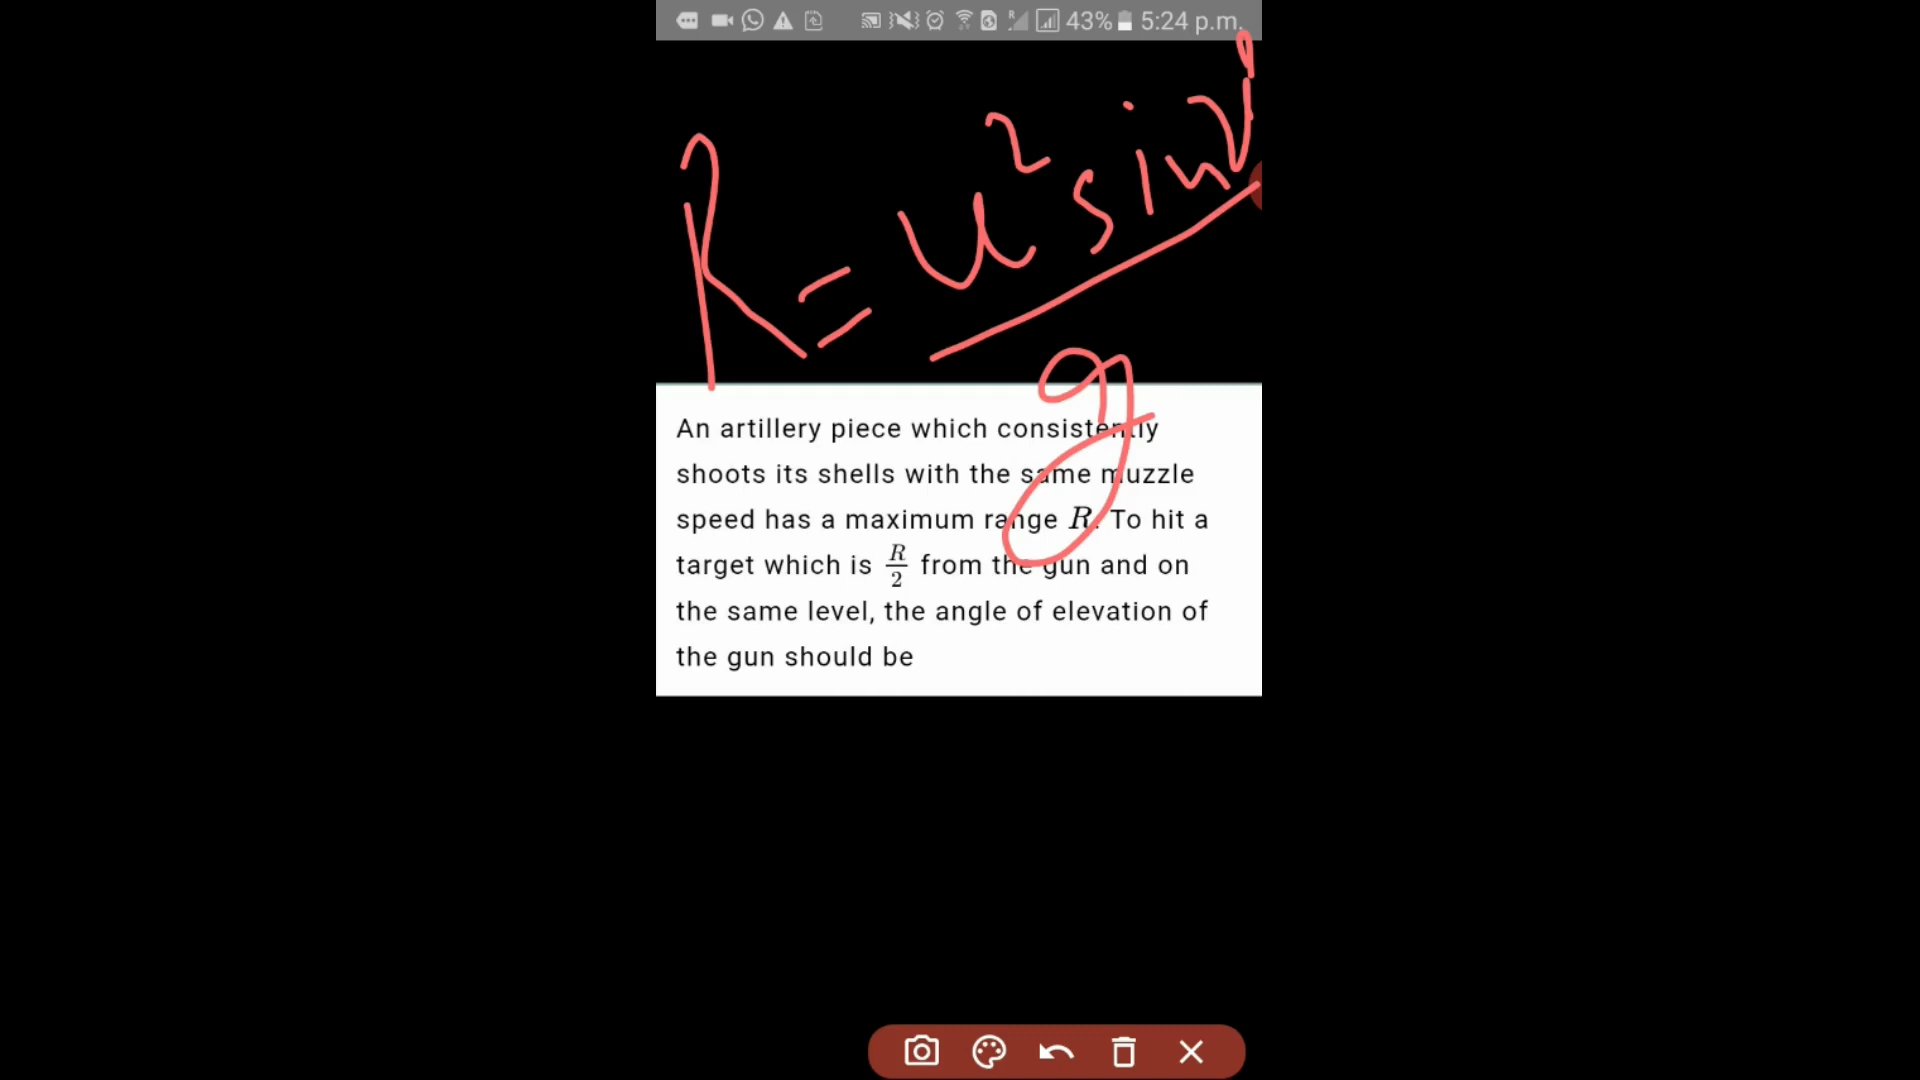 43% 5:24 p.m.
R = u² sin
g
An artillery piece which consistently
shoots its shells with the same muzzle
speed has a maximum range R. To hit a
target which is R/2 from the gun and on
the same level, the angle of elevation of
the gun should be